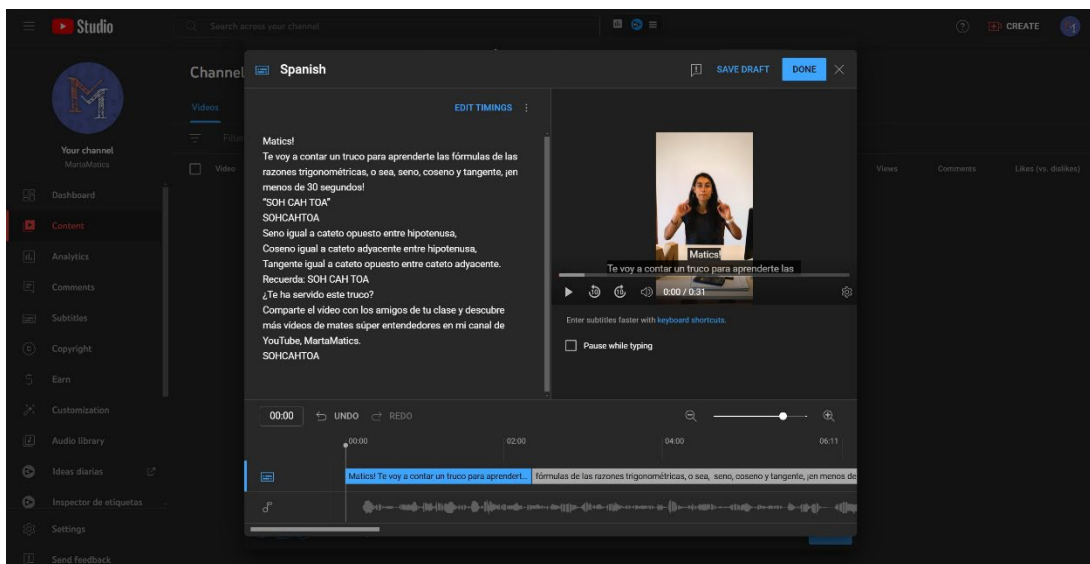 Studio
Search across your channel
CREATE
Channel
Spanish
SAVE DRAFT
DONE
Videos
EDIT TIMINGS
Your channel
MartaMatics
Video
Views
Comments
Likes (vs. dislikes)
Dashboard
Content
Analytics
Comments
Subtitles
Copyright
Earn
Customization
Audio library
Ideas diarias
Inspector de etiquetas
Settings
Send feedback
Matics!
Te voy a contar un truco para aprenderte las fórmulas de las
razones trigonométricas, o sea, seno, coseno y tangente, ¡en
menos de 30 segundos!
"SOH CAH TOA"
SOHCAHTOA
Seno igual a cateto opuesto entre hipotenusa,
Coseno igual a cateto adyacente entre hipotenusa,
Tangente igual a cateto opuesto entre cateto adyacente.
Recuerda: SOH CAH TOA
¿Te ha servido este truco?
Comparte el vídeo con los amigos de tu clase y descubre
más vídeos de mates súper entendedores en mi canal de
YouTube, MartaMatics.
SOHCAHTOA
Matics!
Te voy a contar un truco para aprenderte las
0:00 / 0:31
Enter subtitles faster with keyboard shortcuts.
Pause while typing
00:00
UNDO
REDO
00:00
02:00
04:00
06:11
Matics! Te voy a contar un truco para aprendert...
fórmulas de las razones trigonométricas, o sea, seno, coseno y tangente, ¡en menos de